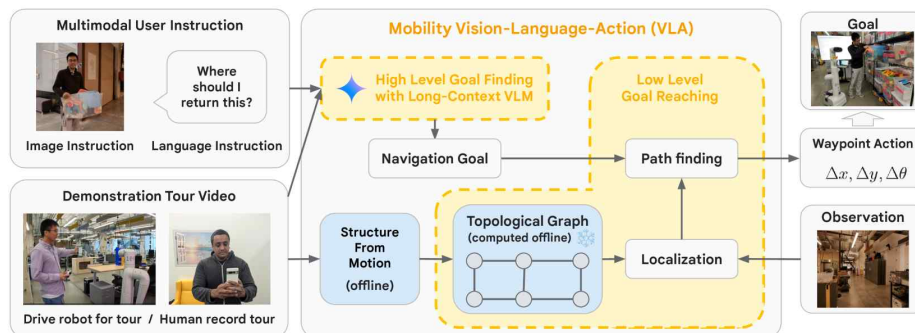 Multimodal User Instruction
Where
should I
return this?
Image Instruction
Language Instruction
Demonstration Tour Video
Drive robot for tour / Human record tour
Mobility Vision-Language-Action (VLA)
High Level Goal Finding
with Long-Context VLM
Navigation Goal
Structure
From
Motion
(offline)
Topological Graph
(computed offline)
Low Level
Goal Reaching
Path finding
Localization
Goal
Waypoint Action
Δx, Δy, Δθ
Observation